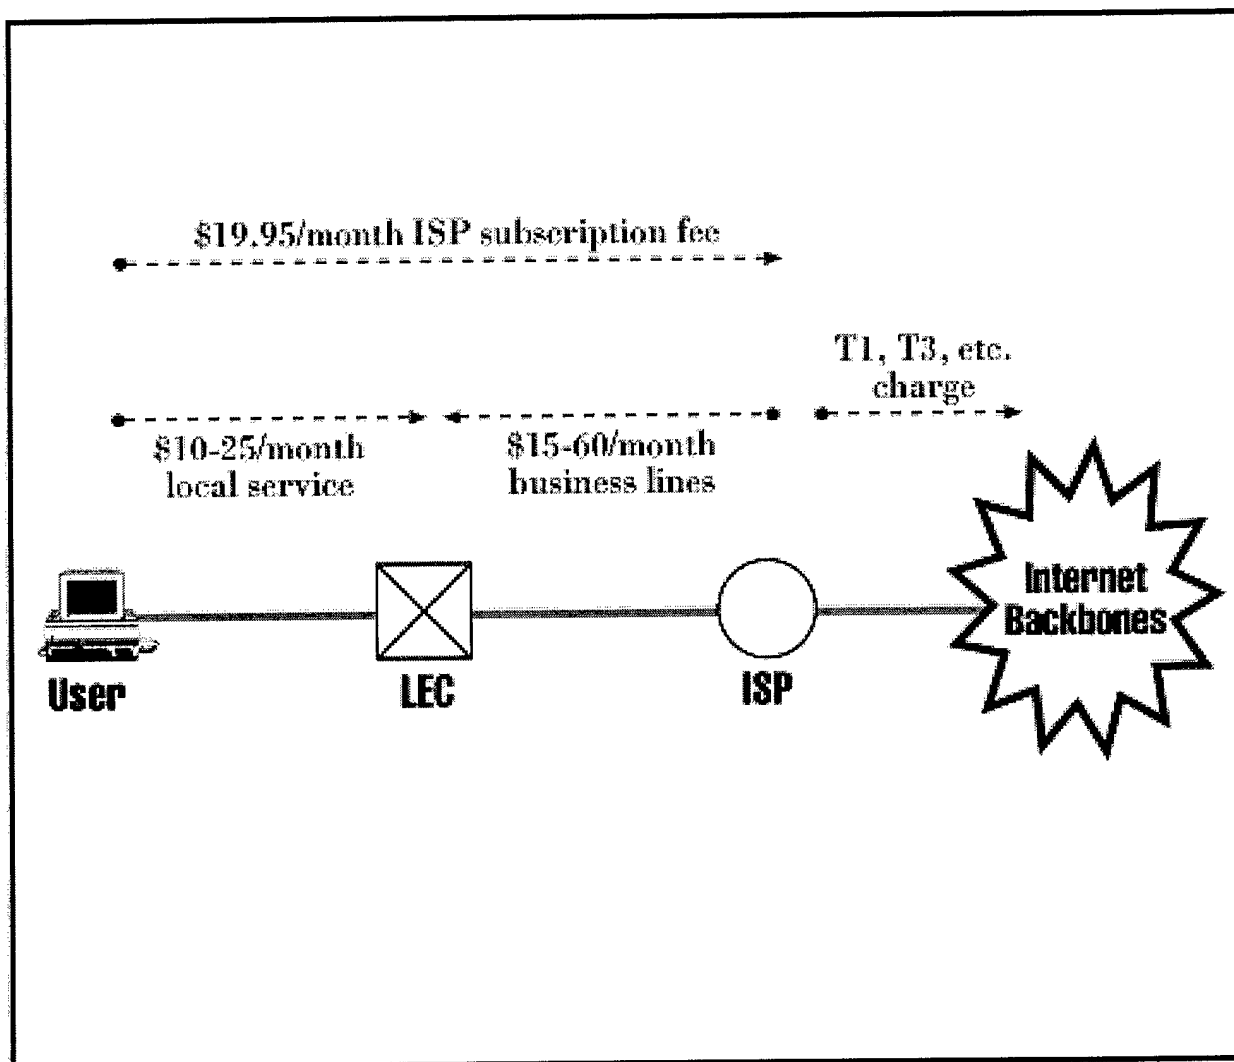 $19.95/month ISP subscription fee
T1, T3, etc.
charge
$10-25/month
local service
$15-60/month
business lines
Internet
Backbones
User
LEC
ISP